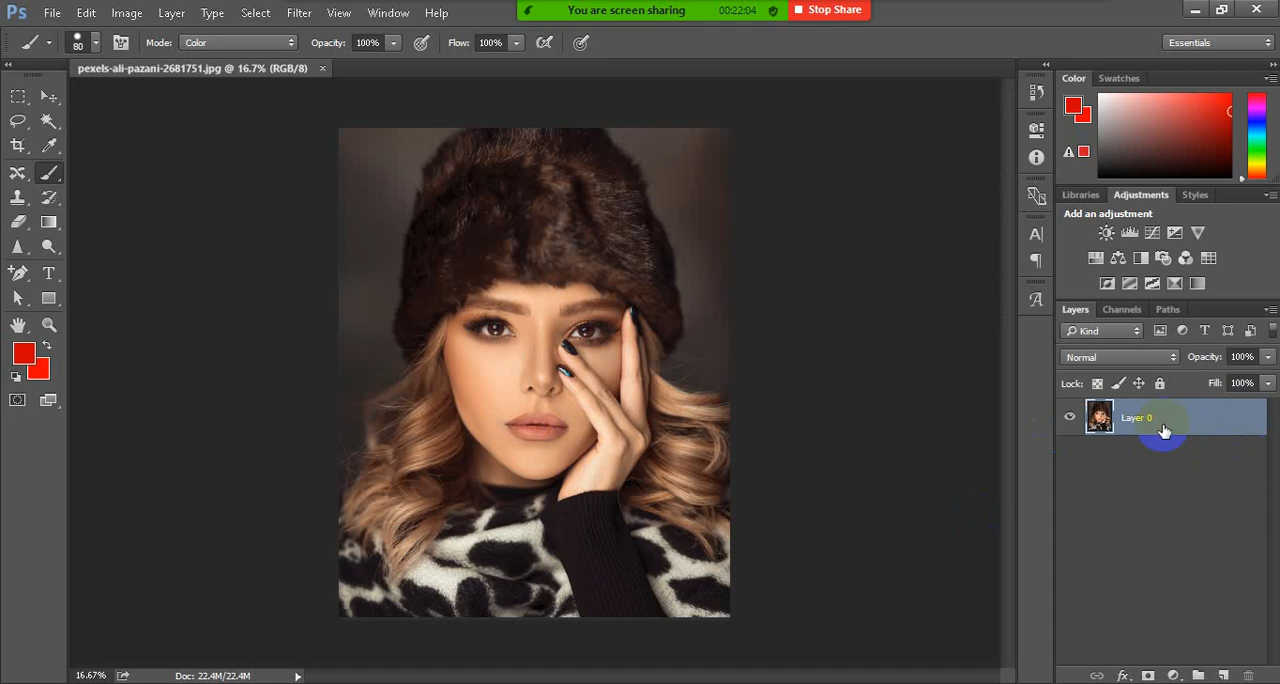 Ps File Edit Image Layer Type Select Filter View Window Help
You are screen sharing 00:22:04 Stop Share
80 Mode: Color Opacity: 100% Flow: 100% Essentials
pexels-ali-pazani-2681751.jpg @ 16.7% (RGB/8) ×
Color Swatches
Libraries Adjustments Styles
Add an adjustment
Layers Channels Paths
Kind
Normal Opacity: 100%
Lock: Fill: 100%
Layer 0
16.67% Doc: 22.4M/22.4M